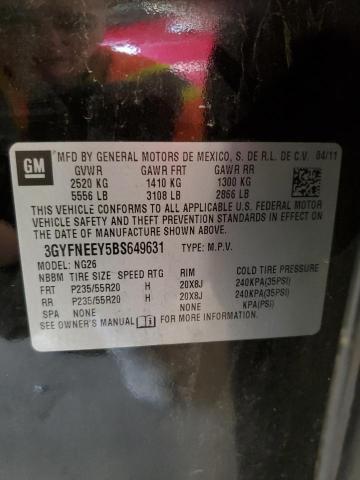 GM
MFD BY GENERAL MOTORS DE MEXICO, S. DE R.L. DE C.V. 04/11
GVWR GAWR FRT GAWR RR
2520 KG 1410 KG 1300 KG
5556 LB 3108 LB 2866 LB
THIS VEHICLE CONFORMS TO ALL APPLICABLE U.S. FEDERAL MOTOR
VEHICLE SAFETY AND THEFT PREVENTION STANDARDS IN EFFECT ON THE
DATE OF MANUFACTURE SHOWN ABOVE.
3GYFNEEY5BS649631 TYPE: M.P.V.
MODEL: NG26
NBBM TIRE SIZE SPEED RTG RIM COLD TIRE PRESSURE
FRT P235/55R20 H 20X8J 240KPA(35PSI)
RR P235/55R20 H 20X8J 240KPA(35PSI)
SPA NONE NONE KPA(PSI)
SEE OWNER'S MANUAL FOR MORE INFORMATION